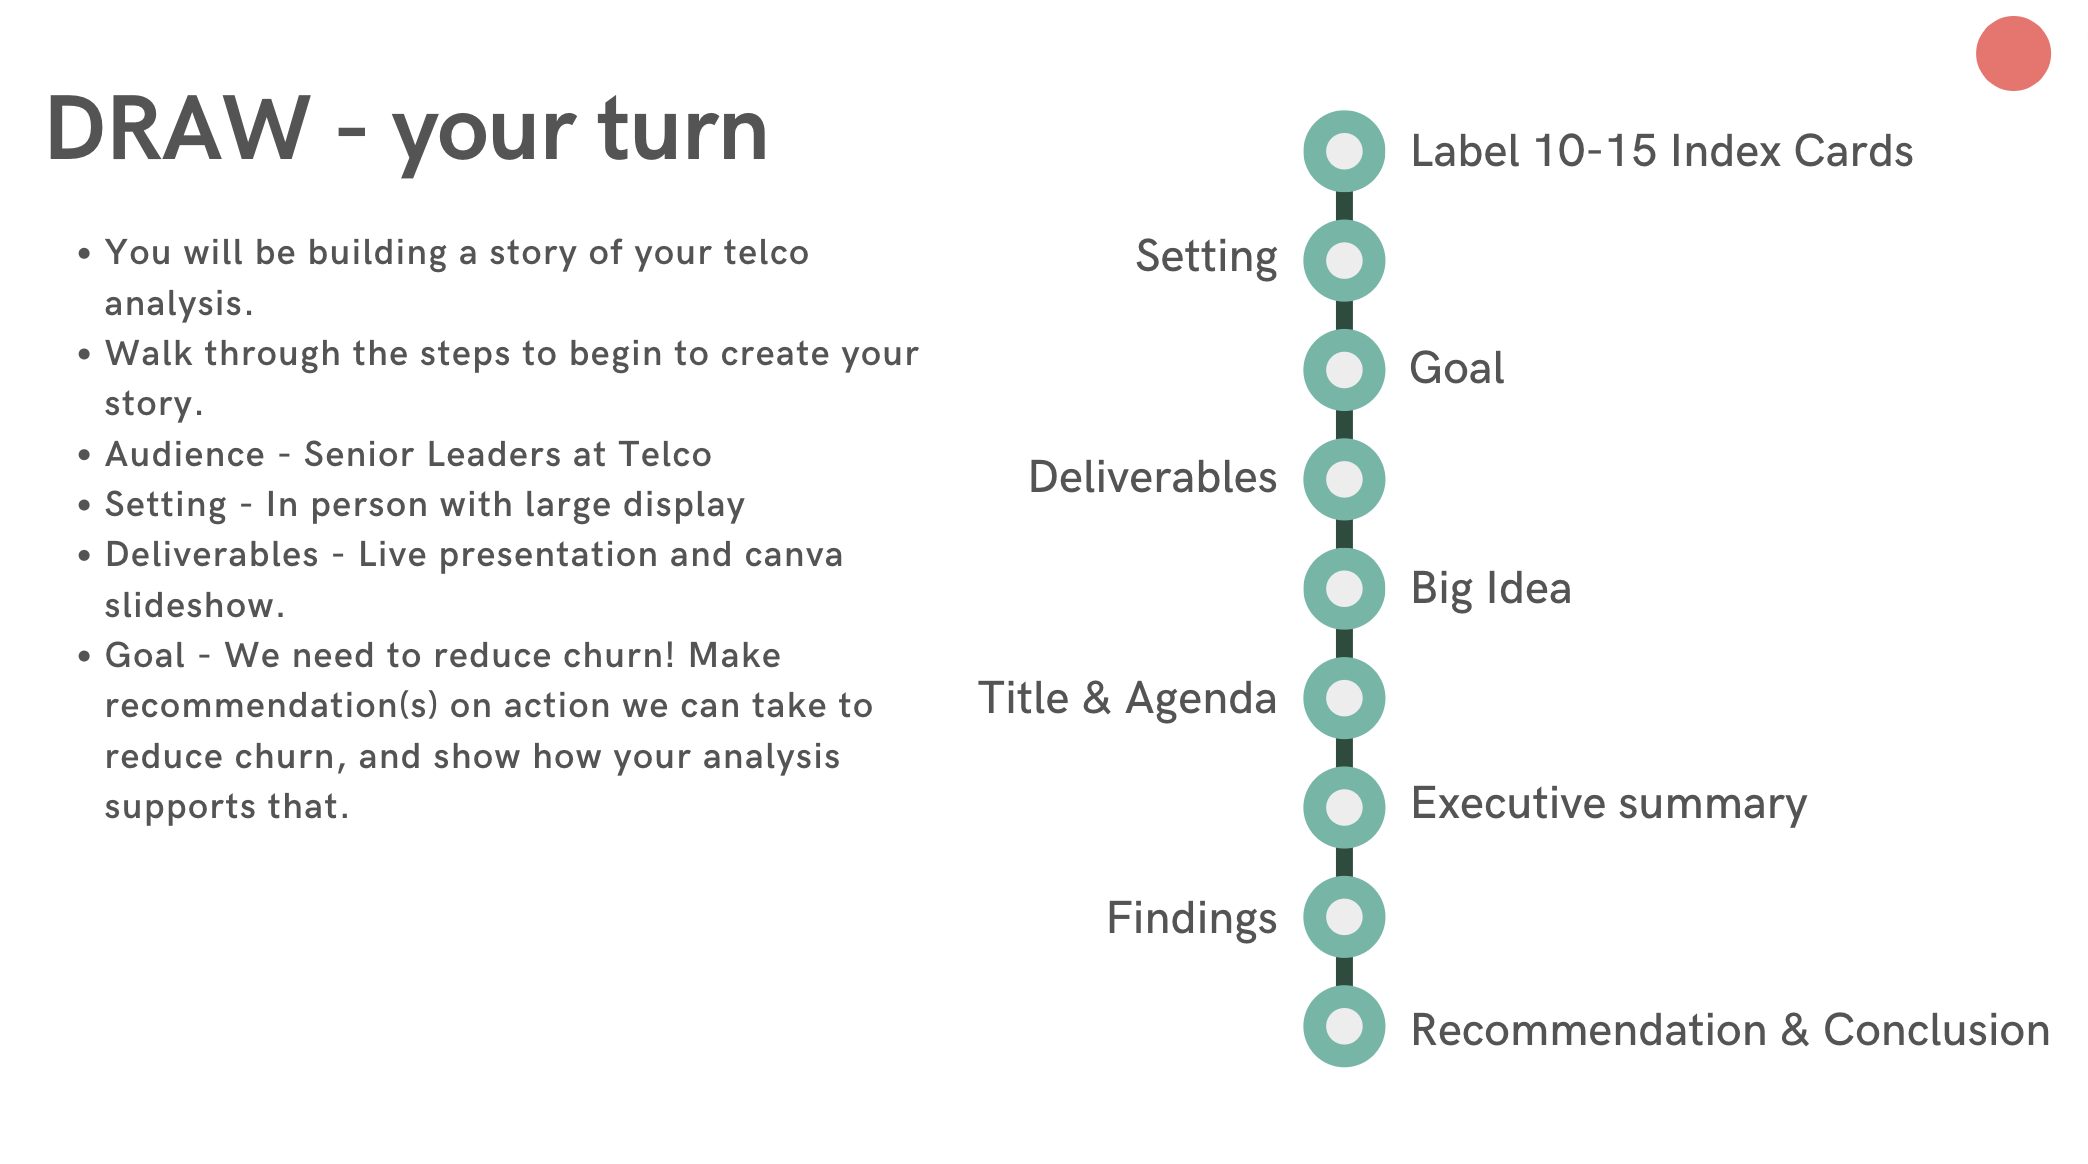 DRAW - your turn
• You will be building a story of your telco
analysis.
• Walk through the steps to begin to create your
story.
• Audience - Senior Leaders at Telco
• Setting - In person with large display
• Deliverables - Live presentation and canva
slideshow.
• Goal - We need to reduce churn! Make
recommendation(s) on action we can take to
reduce churn, and show how your analysis
supports that.
Label 10-15 Index Cards
Setting
Goal
Deliverables
Big Idea
Title & Agenda
Executive summary
Findings
Recommendation & Conclusion